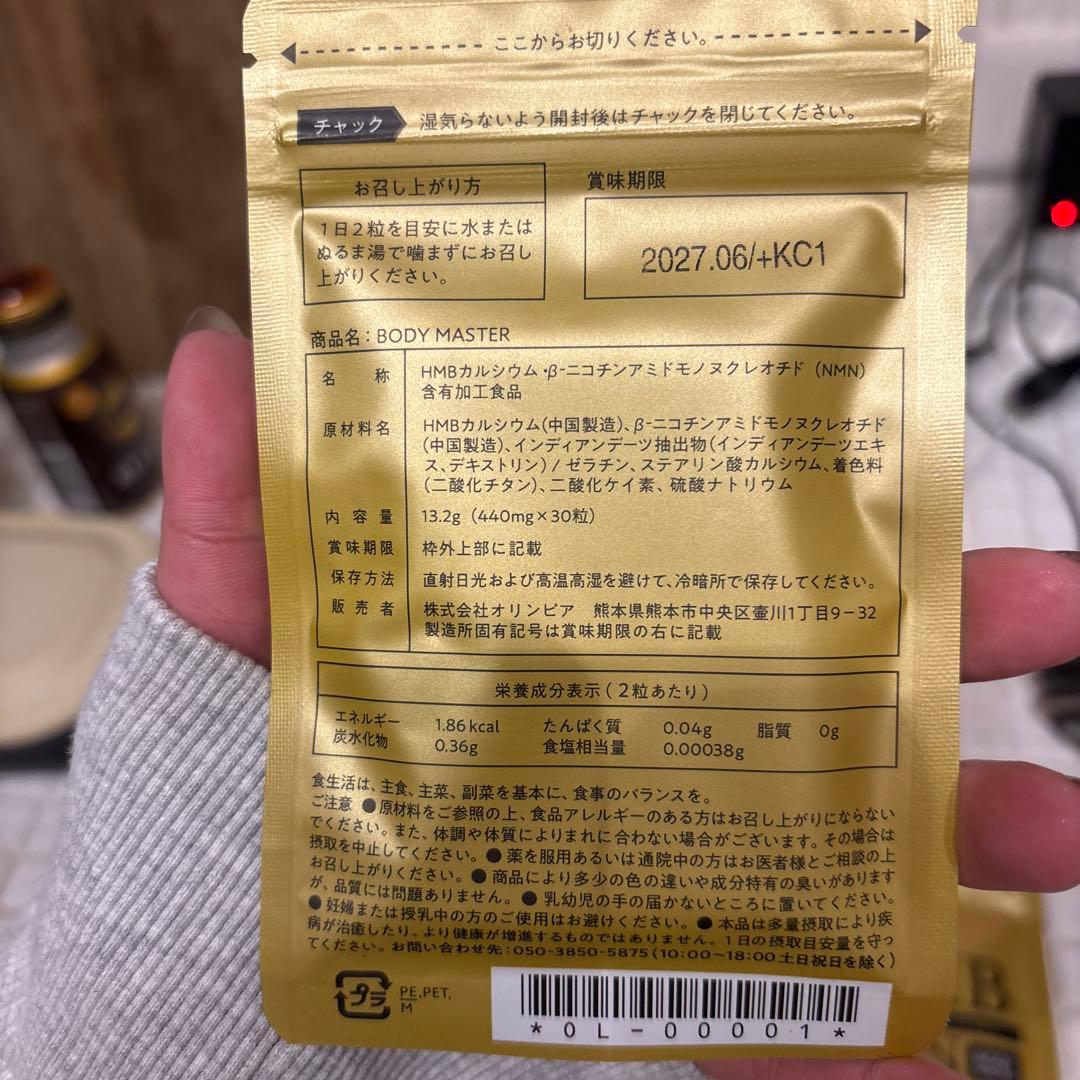 ここからお切りください。
チャック 湿気らないよう開封後はチャックを閉じてください。
お召し上がり方
1日2粒を目安に水または
ぬるま湯で噛まずにお召し
上がりください。
賞味期限
2027.06/+KC1
商品名：BODY MASTER
名称 HMBカルシウム・β-ニコチンアミドモノヌクレオチド（NMN）
含有加工食品
原材料名 HMBカルシウム（中国製造）、β-ニコチンアミドモノヌクレオチド
（中国製造）、インディアンデーツ抽出物（インディアンデーツエキ
ス、デキストリン）/ ゼラチン、ステアリン酸カルシウム、着色料
（二酸化チタン）、二酸化ケイ素、硫酸ナトリウム
内容量 13.2g（440mg×30粒）
賞味期限 枠外上部に記載
保存方法 直射日光および高温高湿を避けて、冷暗所で保存してください。
販売者 株式会社オリンピア 熊本県熊本市中央区壷川1丁目9-32
製造所固有記号は賞味期限の右に記載
栄養成分表示（2粒あたり）
エネルギー 1.86kcal たんぱく質 0.04g 脂質 0g
炭水化物 0.36g 食塩相当量 0.00038g
食生活は、主食、主菜、副菜を基本に、食事のバランスを。
ご注意 ●原材料をご参照の上、食品アレルギーのある方はお召し上がりにならない
でください。また、体調や体質によりまれに合わない場合がございます。その場合は
摂取を中止してください。●薬を服用あるいは通院中の方はお医者様とご相談の上
お召し上がりください。●商品により多少の色の違いや成分特有の臭いがあります
が、品質には問題ありません。●乳幼児の手の届かないところに置いてください。
●妊婦または授乳中の方のご使用はお避けください。●本品は多量摂取により疾
病が治癒したり、より健康が増進するものではありません。1日の摂取目安量を守っ
てください。お問い合わせ先：050-3850-5875（10:00～18:00 土日祝日を除く）
プラ PE,PET,
M
*OL-00001*
B